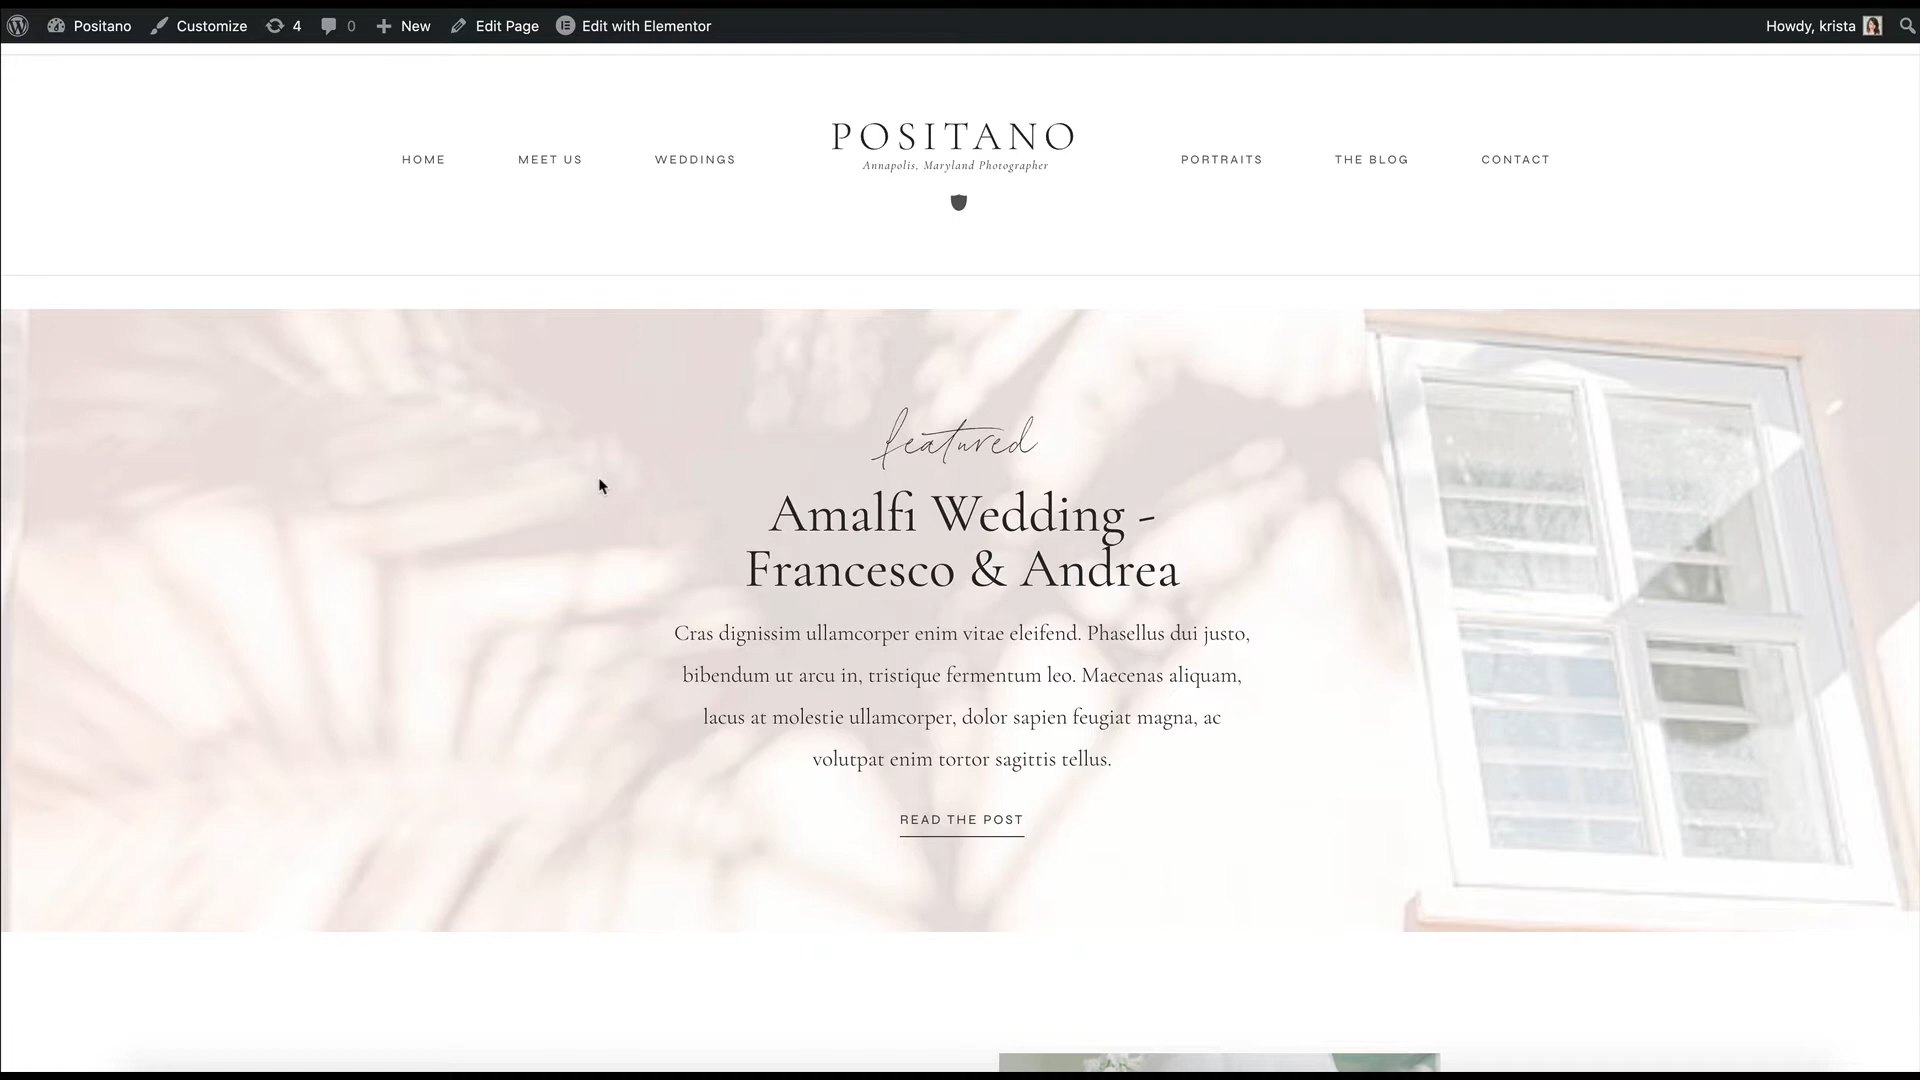 Positano Customize 4 0 New Edit Page Edit with Elementor Howdy, krista
POSITANO
Annapolis, Maryland Photographer
HOME MEET US WEDDINGS PORTRAITS THE BLOG CONTACT
featured
Amalfi Wedding -
Francesco & Andrea
Cras dignissim ullamcorper enim vitae eleifend. Phasellus dui justo,
bibendum ut arcu in, tristique fermentum leo. Maecenas aliquam,
lacus at molestie ullamcorper, dolor sapien feugiat magna, ac
volutpat enim tortor sagittis tellus.
READ THE POST